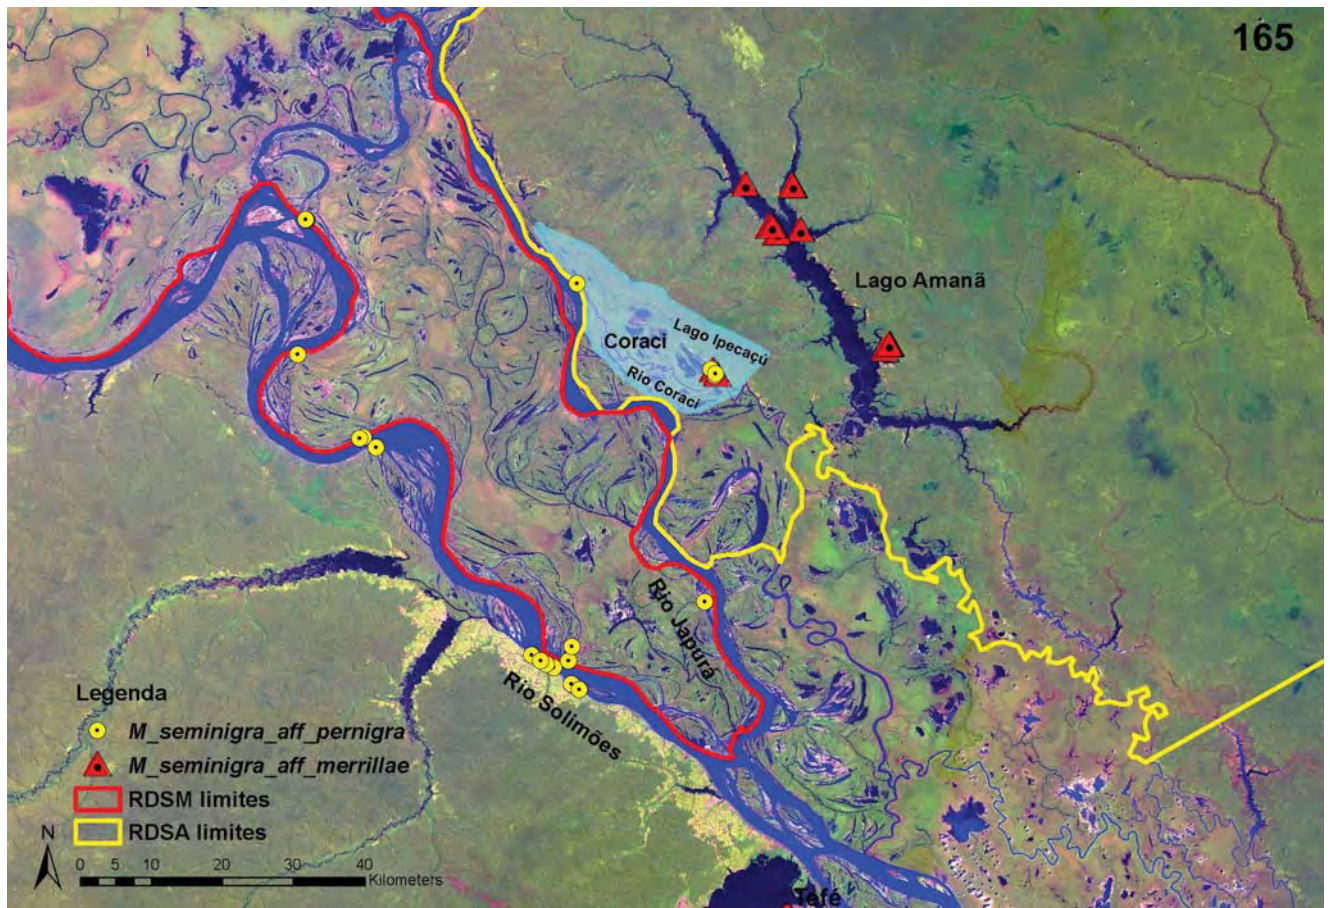 165
Lago Amanã
Lago Ipecaçú
Coraci
Rio Coraci
Rio Japurá
Rio Solimões
Legenda
M_seminigra_aff_pernigra
M_seminigra_aff_merrillae
RDSM limites
RDSA limites
N
0 5 10 20 30 40
Kilometers
Tefé